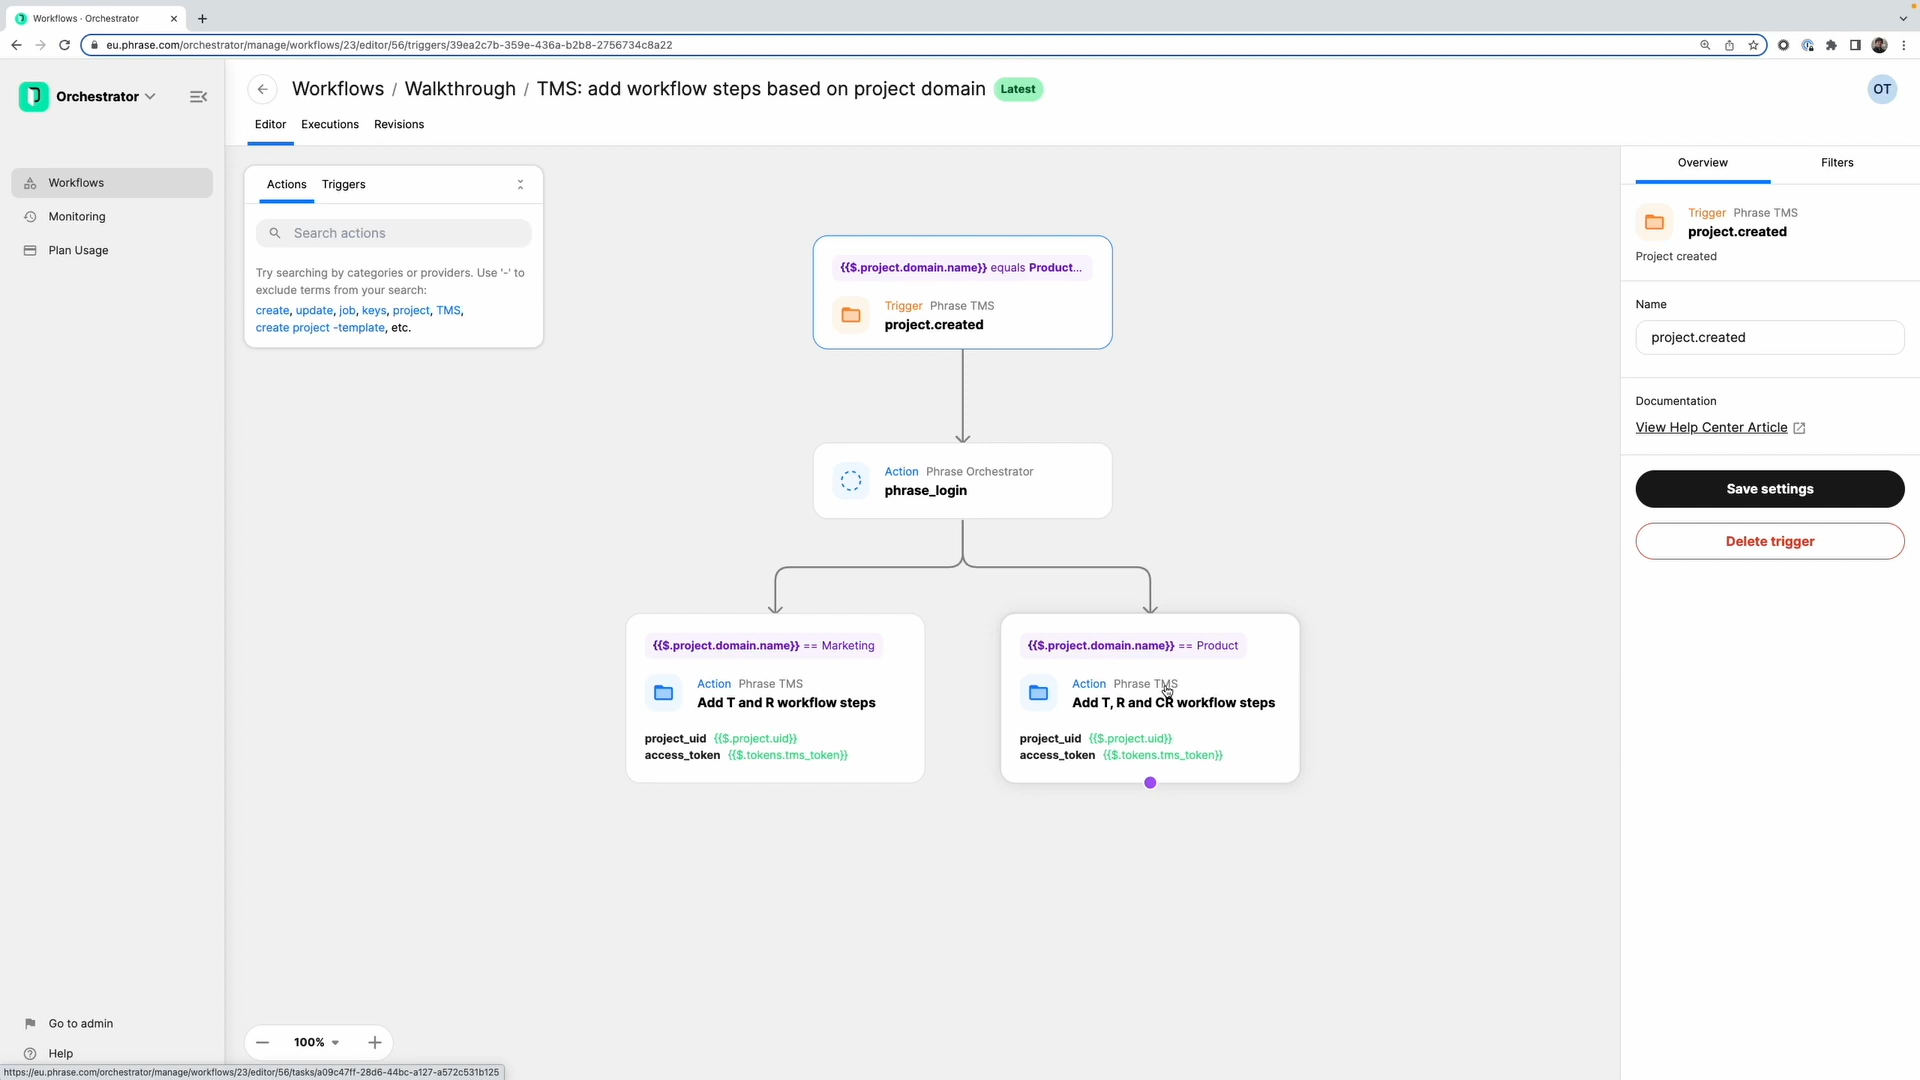 Workflows · Orchestrator
eu.phrase.com/orchestrator/manage/workflows/23/editor/56/triggers/39ea2c7b-359e-436a-b2b8-2756734c8a22
Orchestrator
Workflows / Walkthrough / TMS: add workflow steps based on project domain Latest
OT
Editor Executions Revisions
Workflows
Monitoring
Plan Usage
Actions Triggers
Search actions
Try searching by categories or providers. Use '-' to
exclude terms from your search:
create, update, job, keys, project, TMS,
create project -template, etc.
{{$.project.domain.name}} equals Product...
Trigger Phrase TMS
project.created
Action Phrase Orchestrator
phrase_login
{{$.project.domain.name}} == Marketing
Action Phrase TMS
Add T and R workflow steps
project_uid {{$.project.uid}}
access_token {{$.tokens.tms_token}}
{{$.project.domain.name}} == Product
Action Phrase TMS
Add T, R and CR workflow steps
project_uid {{$.project.uid}}
access_token {{$.tokens.tms_token}}
Overview Filters
Trigger Phrase TMS
project.created
Project created
Name
project.created
Documentation
View Help Center Article
Save settings
Delete trigger
Go to admin
Help
100%
https://eu.phrase.com/orchestrator/manage/workflows/23/editor/56/tasks/a09c47ff-28d6-44bc-a127-a572c531b125